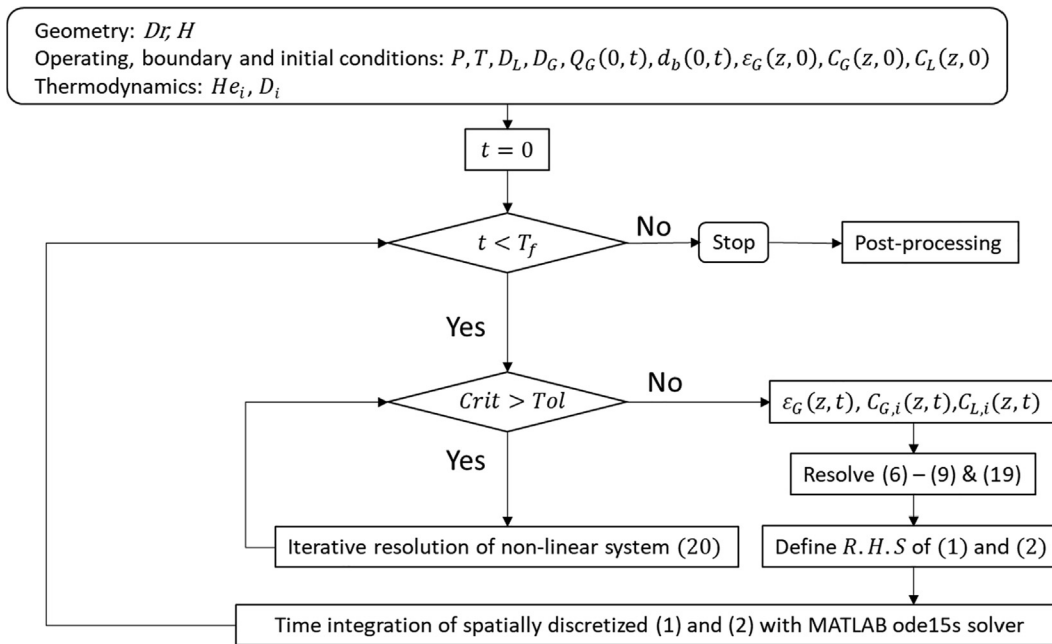 Geometry: Dr, H
Operating, boundary and initial conditions: P, T, D_L, D_G, Q_G(0, t), d_b(0, t), ε_G(z, 0), C_G(z, 0), C_L(z, 0)
Thermodynamics: He_i, D_i
t = 0
t < T_f
No
Stop
Post-processing
Yes
Crit > Tol
No
ε_G(z, t), C_{G,i}(z, t),C_{L,i}(z, t)
Yes
Resolve (6) – (9) & (19)
Iterative resolution of non-linear system (20)
Define R.H.S of (1) and (2)
Time integration of spatially discretized (1) and (2) with MATLAB ode15s solver